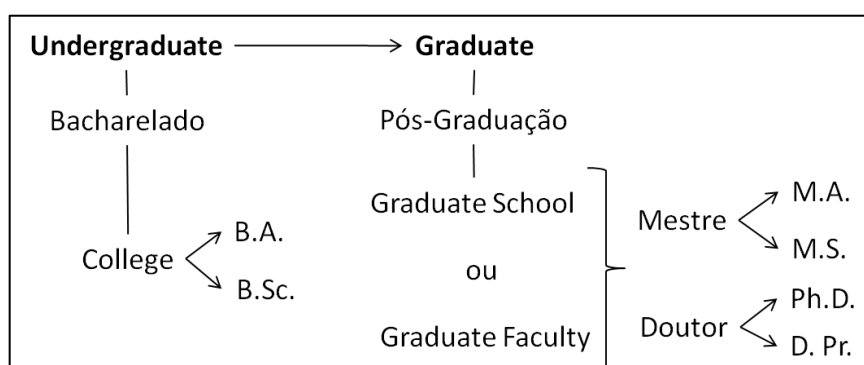 Undergraduate
Graduate
Bacharelado
Pós-Graduação
College
B.A.
B.Sc.
Graduate School
ou
Graduate Faculty
Mestre
M.A.
M.S.
Doutor
Ph.D.
D. Pr.